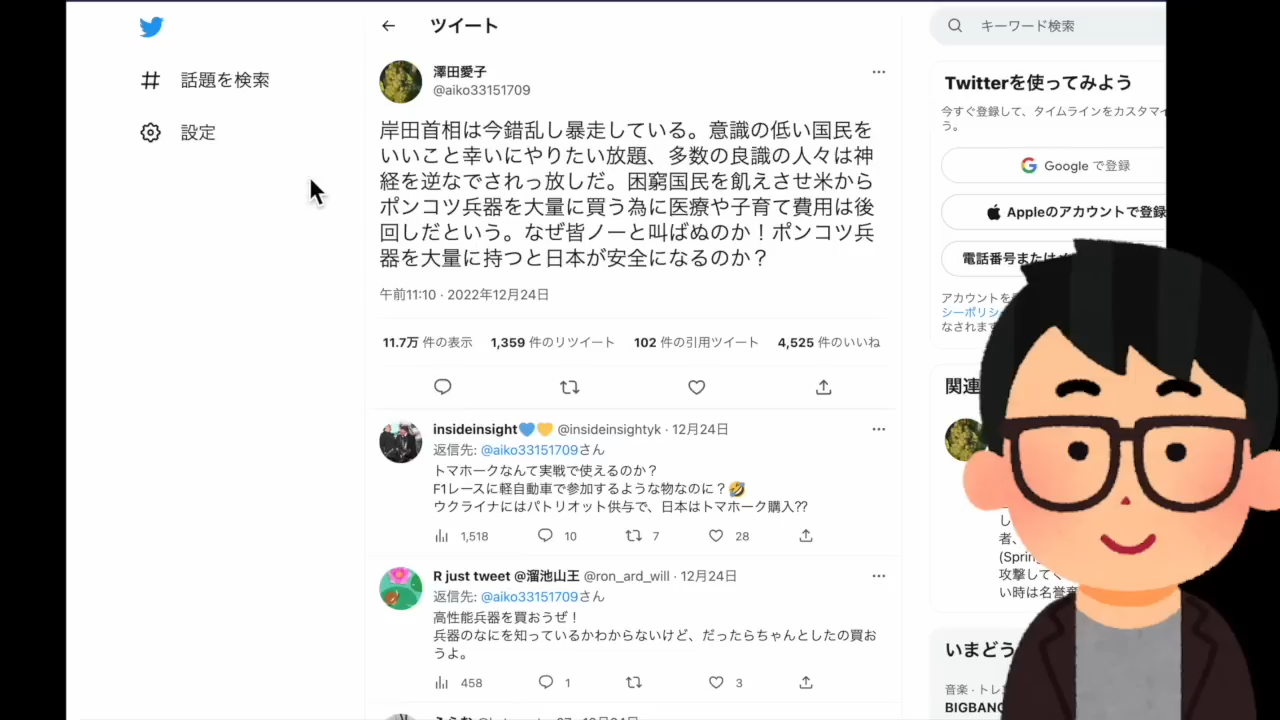 ツイート
キーワード検索
話題を検索
設定
澤田愛子
@aiko33151709
岸田首相は今錯乱し暴走している。意識の低い国民を
いいこと幸いにやりたい放題、多数の良識の人々は神
経を逆なでされっ放しだ。困窮国民を飢えさせ米から
ポンコツ兵器を大量に買う為に医療や子育て費用は後
回しだという。なぜ皆ノーと叫ばぬのか！ポンコツ兵
器を大量に持つと日本が安全になるのか？
午前11:10 · 2022年12月24日
11.7万 件の表示 1,359 件のリツイート 102 件の引用ツイート 4,525 件のいいね
insideinsight💙💛 @insideinsightyk · 12月24日
返信先: @aiko33151709さん
トマホークなんて実戦で使えるのか？
F1レースに軽自動車で参加するような物なのに？🤣
ウクライナにはパトリオット供与で、日本はトマホーク購入⁇
1,518 10 7 28
R just tweet @溜池山王 @ron_ard_will · 12月24日
返信先: @aiko33151709さん
高性能兵器を買おうぜ！
兵器のなにを知っているかわからないけど、だったらちゃんとしたの買お
うよ。
458 1 3
Twitterを使ってみよう
今すぐ登録して、タイムラインをカスタマイ
う。
Google で登録
Appleのアカウントで登録
電話番号または
アカウントを
シーポリシ
なされます
関連
し
者、
(Spring
攻撃して
い時は名誉
いまどう
音楽 · トレ
BIGBANG